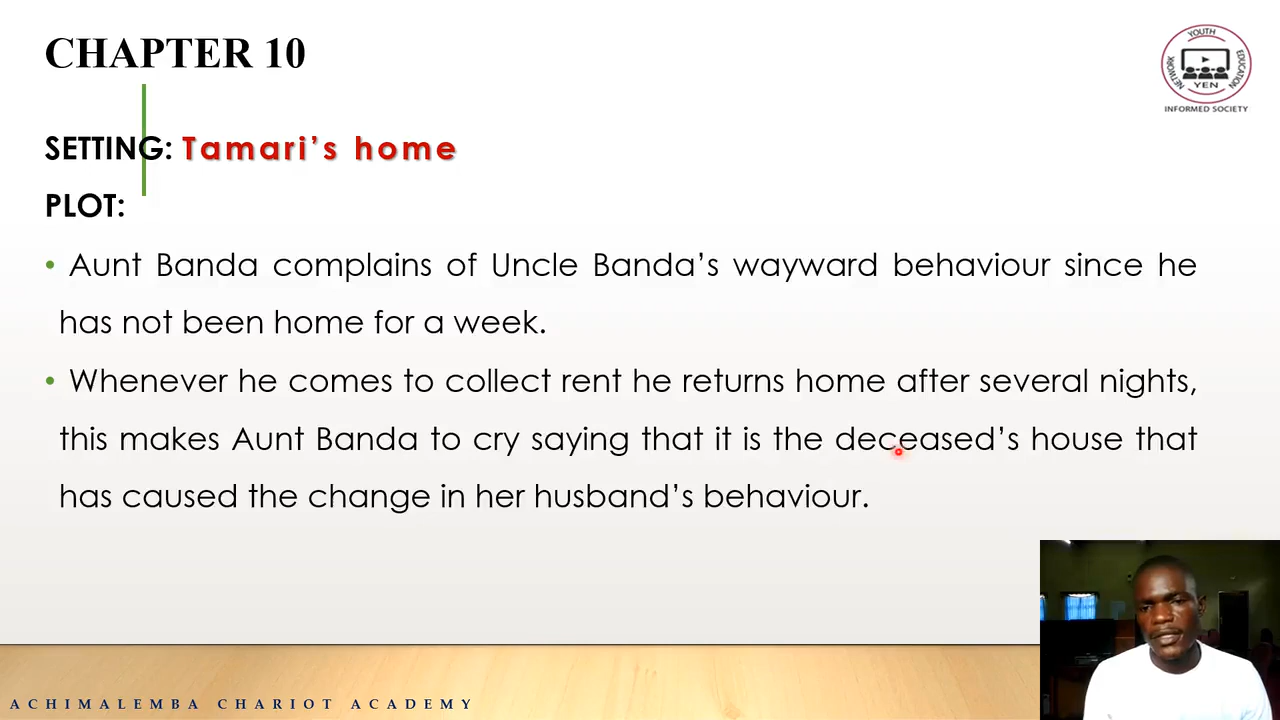 CHAPTER 10
YOUTH
EDUCATION
NETWORK
YEN
INFORMED SOCIETY
SETTING: Tamari’s home
PLOT:
• Aunt Banda complains of Uncle Banda’s wayward behaviour since he
has not been home for a week.
• Whenever he comes to collect rent he returns home after several nights,
this makes Aunt Banda to cry saying that it is the deceased’s house that
has caused the change in her husband’s behaviour.
ACHIMALEMBA CHARIOT ACADEMY